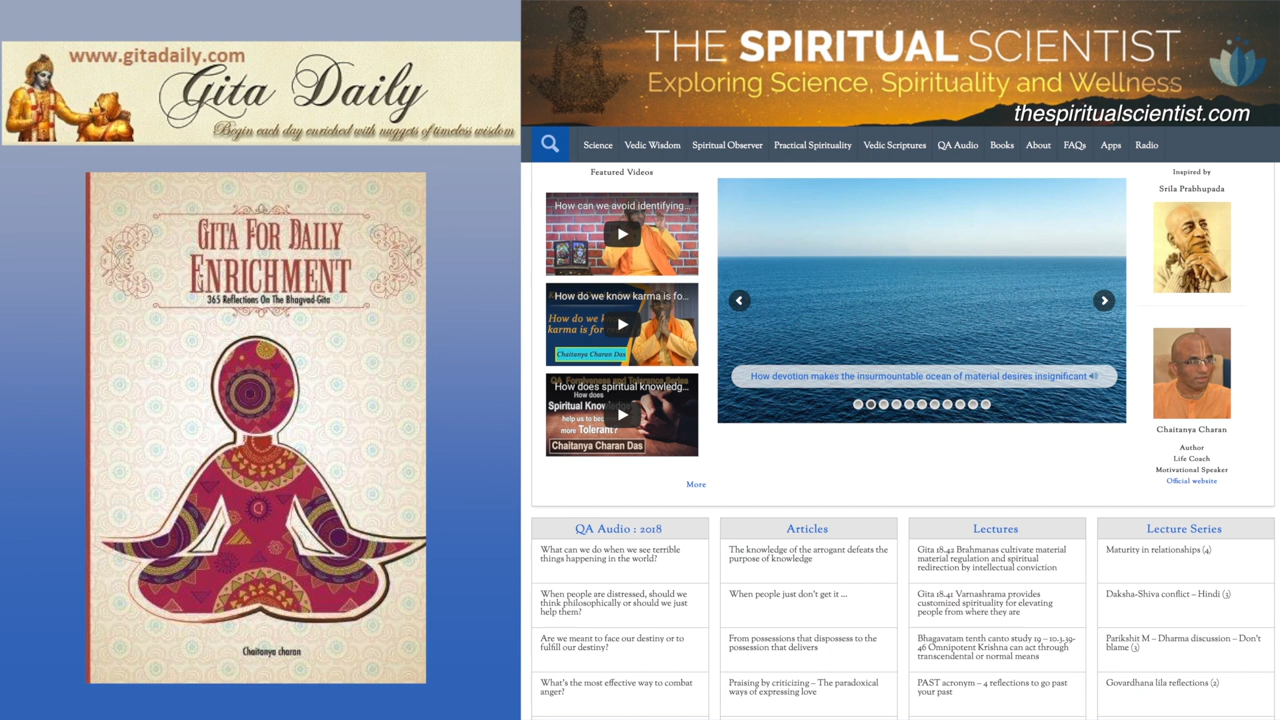 www.gitadaily.com
Gita Daily
Begin each day enriched with nuggets of timeless wisdom
GITA FOR DAILY
ENRICHMENT
365 Reflections On The Bhagvad-Gita
Chaitanya charan
THE SPIRITUAL SCIENTIST
Exploring Science, Spirituality and Wellness
thespiritualscientist.com
Science Vedic Wisdom Spiritual Observer Practical Spirituality Vedic Scriptures QA Audio Books About FAQs Apps Radio
Featured Videos
How can we avoid identifying...
How do we know karma is fo...
How do we k
karma is for re
Chaitanya Charan Das
QA Forgiveness and Tolerance Series
How does spiritual knowledg...
How does
Spiritual Know
help us to bec
more Tolerant?
Chaitanya Charan Das
More
How devotion makes the insurmountable ocean of material desires insignificant
Inspired by
Srila Prabhupada
Chaitanya Charan
Author
Life Coach
Motivational Speaker
Official website
QA Audio : 2018
What can we do when we see terrible
things happening in the world?
When people are distressed, should we
think philosophically or should we just
help them?
Are we meant to face our destiny or to
fulfill our destiny?
What's the most effective way to combat
anger?
Articles
The knowledge of the arrogant defeats the
purpose of knowledge
When people just don't get it ...
From possessions that dispossess to the
possession that delivers
Praising by criticizing – The paradoxical
ways of expressing love
Lectures
Gita 18.42 Brahmanas cultivate material
material regulation and spiritual
redirection by intellectual conviction
Gita 18.41 Varnashrama provides
customized spirituality for elevating
people from where they are
Bhagavatam tenth canto study 19 – 10.3.39-
46 Omnipotent Krishna can act through
transcendental or normal means
PAST acronym – 4 reflections to go past
your past
Lecture Series
Maturity in relationships (4)
Daksha-Shiva conflict – Hindi (3)
Parikshit M – Dharma discussion – Don't
blame (3)
Govardhana lila reflections (2)